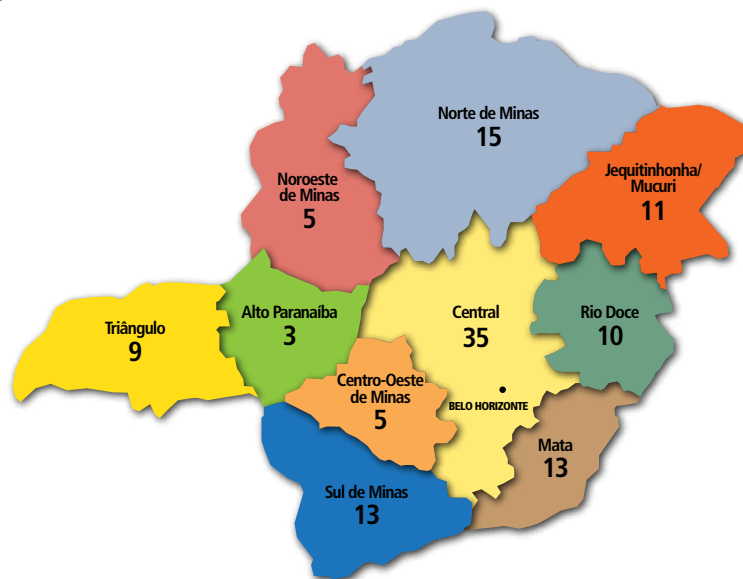 Norte de Minas
15
Jequitinhonha/
Mucuri
11
Noroeste
de Minas
5
Triângulo
9
Alto Paranaíba
3
Central
35
Rio Doce
10
Centro-Oeste
de Minas
5
BELO HORIZONTE
Mata
13
Sul de Minas
13